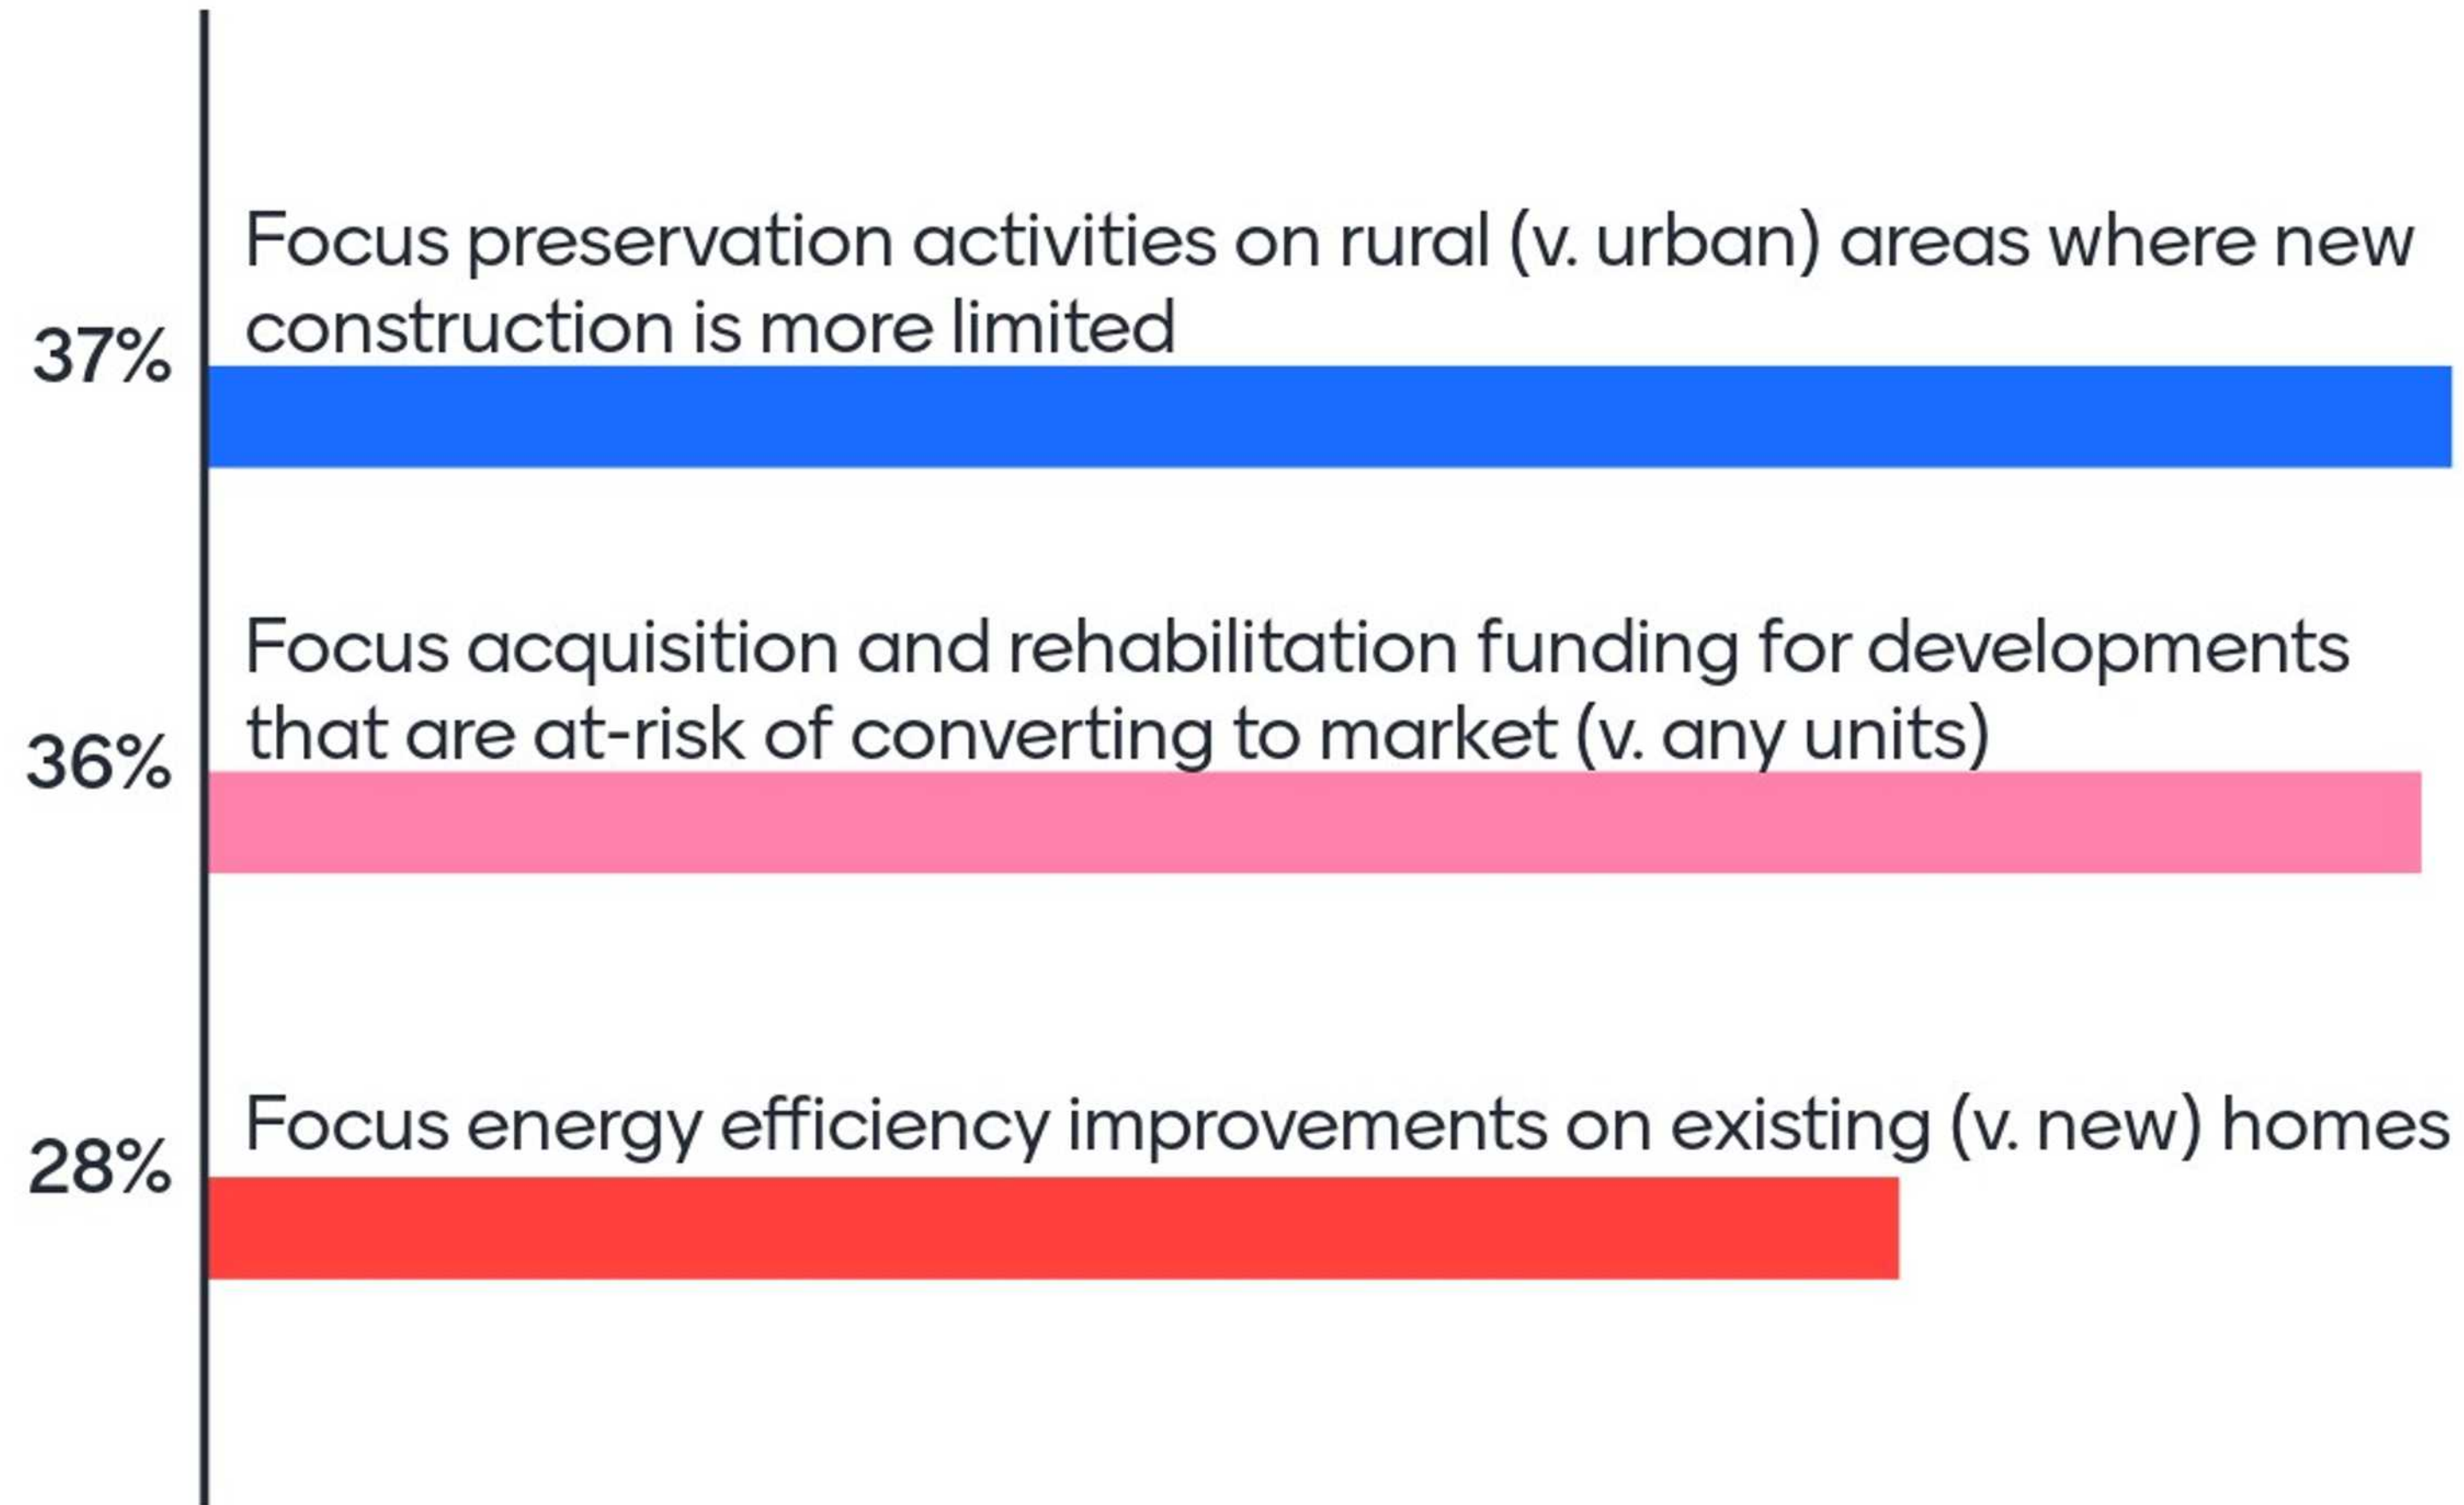 Focus preservation activities on rural (v. urban) areas where new
construction is more limited
37%
Focus acquisition and rehabilitation funding for developments
that are at-risk of converting to market (v. any units)
36%
Focus energy efficiency improvements on existing (v. new) homes
28%